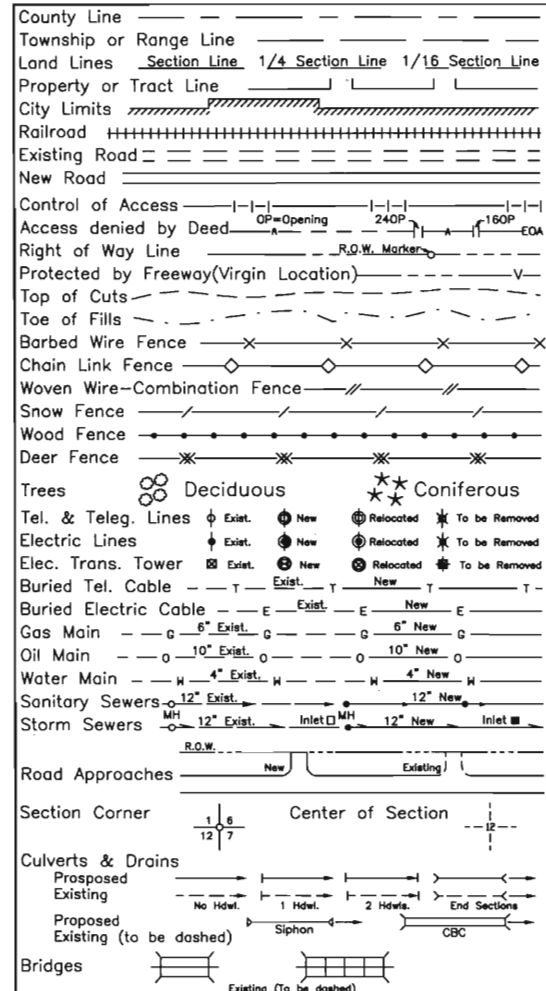 County Line
Township or Range Line
Land Lines Section Line 1/4 Section Line 1/16 Section Line
Property or Tract Line
City Limits
Railroad
Existing Road
New Road
Control of Access
OP=Opening 24OP 16OP
Access denied by Deed A A EOA
Right of Way Line R.O.W. Marker
Protected by Freeway(Virgin Location) V
Top of Cuts
Toe of Fills
Barbed Wire Fence
Chain Link Fence
Woven Wire-Combination Fence
Snow Fence
Wood Fence
Deer Fence
Trees Deciduous Coniferous
Tel. & Teleg. Lines Exist. New Relocated To be Removed
Electric Lines Exist. New Relocated To be Removed
Elec. Trans. Tower Exist. New Relocated To be Removed
Buried Tel. Cable T Exist. T New T T
Buried Electric Cable E Exist. E New E
Gas Main G 6" Exist. G G 6" New G
Oil Main O 10" Exist. O O 10" New O
Water Main W 4" Exist. W W 4" New W
Sanitary Sewers 12" Exist. 12" New
MH MH
Storm Sewers 12" Exist. Inlet 12" New Inlet
R.O.W.
Road Approaches New Existing
Section Corner 1 6 12 7 Center of Section 12
Culverts & Drains
Prosposed
Existing
No Hdwl. 1 Hdwl. 2 Hdwls. End Sections
Proposed
Existing (to be dashed) Siphon CBC
Bridges
Existing (To be dashed)